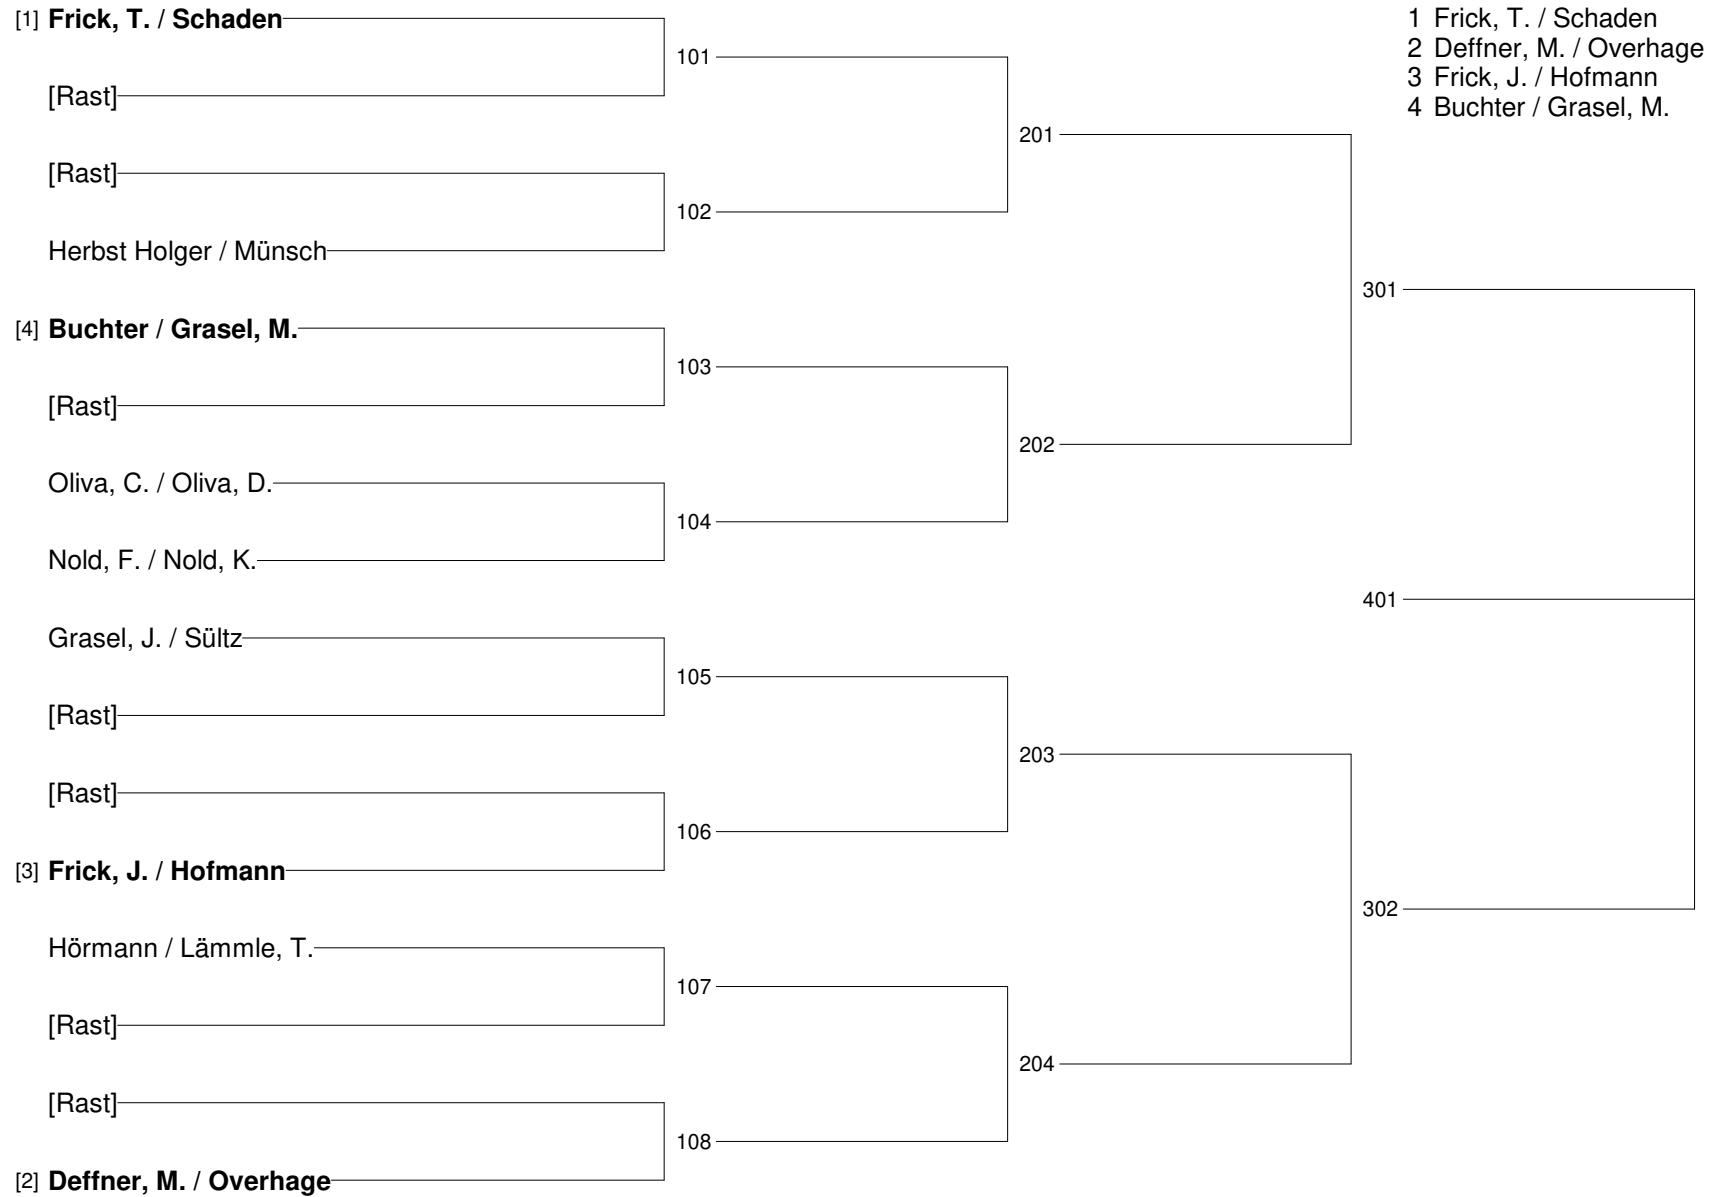 [1] Frick, T. / Schaden
[Rast]
[Rast]
Herbst Holger / Münsch
[4] Buchter / Grasel, M.
[Rast]
Oliva, C. / Oliva, D.
Nold, F. / Nold, K.
Grasel, J. / Sültz
[Rast]
[Rast]
[3] Frick, J. / Hofmann
Hörmann / Lämmle, T.
[Rast]
[Rast]
[2] Deffner, M. / Overhage
101
102
103
104
105
106
107
108
201
202
203
204
301
401
302
1 Frick, T. / Schaden
2 Deffner, M. / Overhage
3 Frick, J. / Hofmann
4 Buchter / Grasel, M.